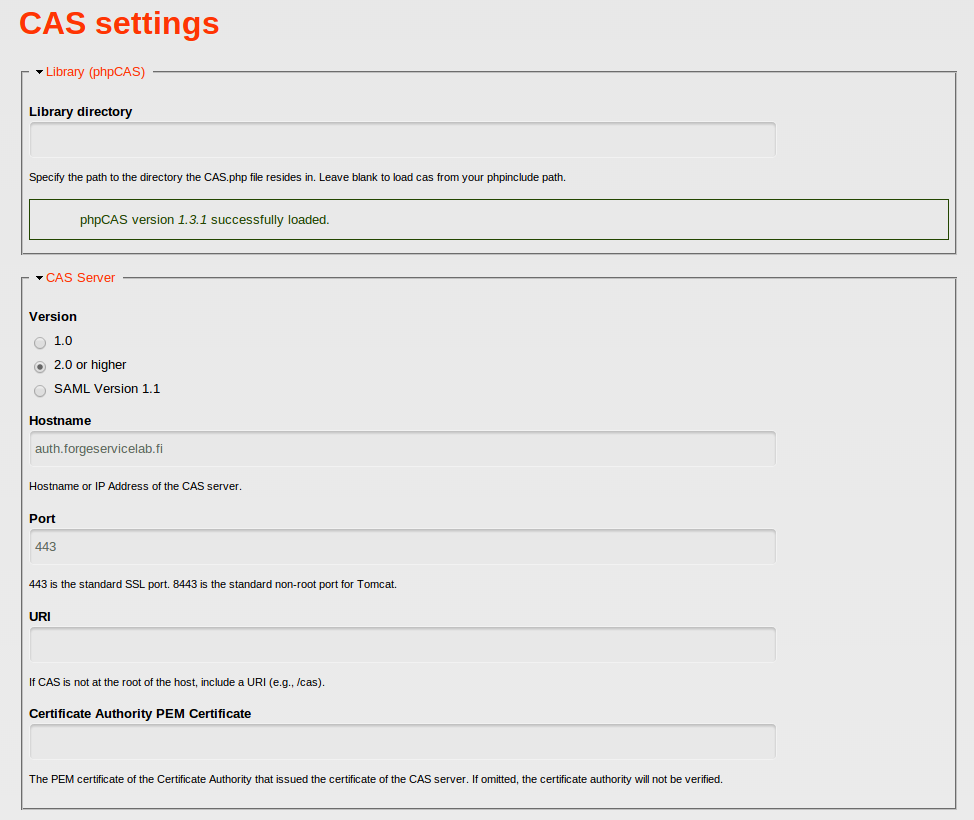 CAS settings
Library (phpCAS)
Library directory
Specify the path to the directory the CAS.php file resides in. Leave blank to load cas from your phpinclude path.
phpCAS version 1.3.1 successfully loaded.
CAS Server
Version
1.0
2.0 or higher
SAML Version 1.1
Hostname
auth.forgeservicelab.fi
Hostname or IP Address of the CAS server.
Port
443
443 is the standard SSL port. 8443 is the standard non-root port for Tomcat.
URI
If CAS is not at the root of the host, include a URI (e.g., /cas).
Certificate Authority PEM Certificate
The PEM certificate of the Certificate Authority that issued the certificate of the CAS server. If omitted, the certificate authority will not be verified.